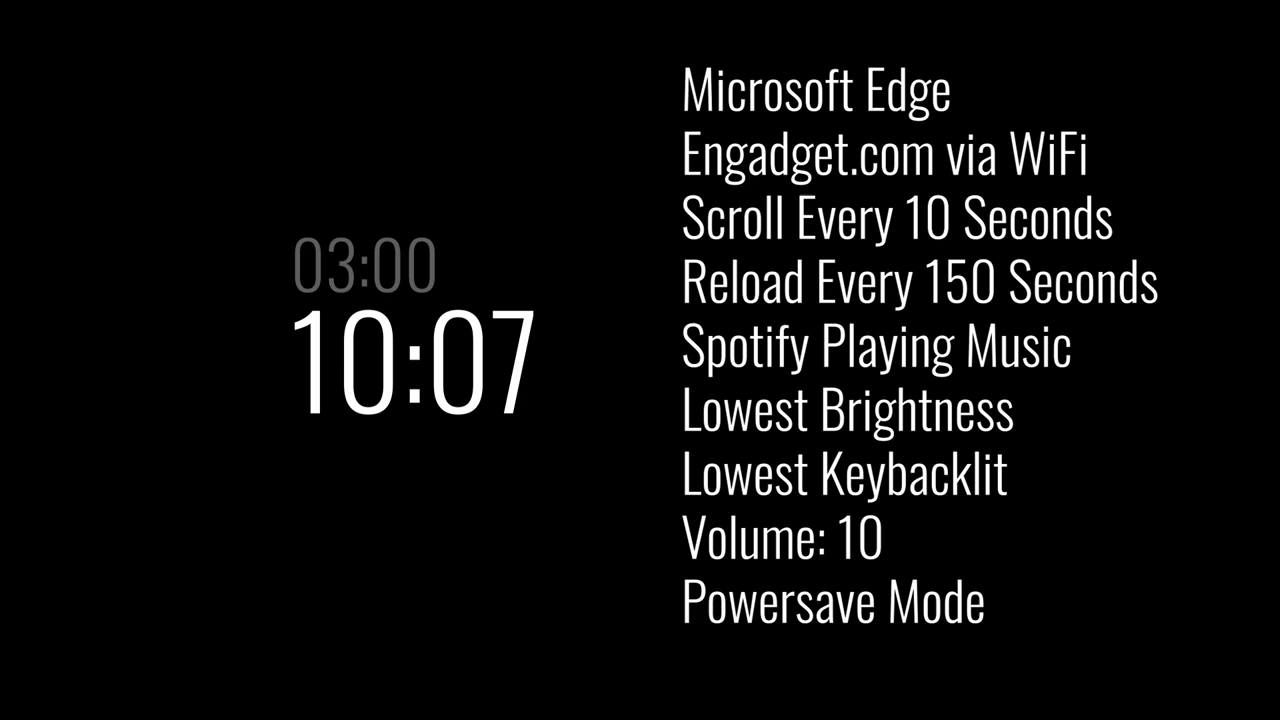 03:00
10:07
Microsoft Edge
Engadget.com via WiFi
Scroll Every 10 Seconds
Reload Every 150 Seconds
Spotify Playing Music
Lowest Brightness
Lowest Keybacklit
Volume: 10
Powersave Mode